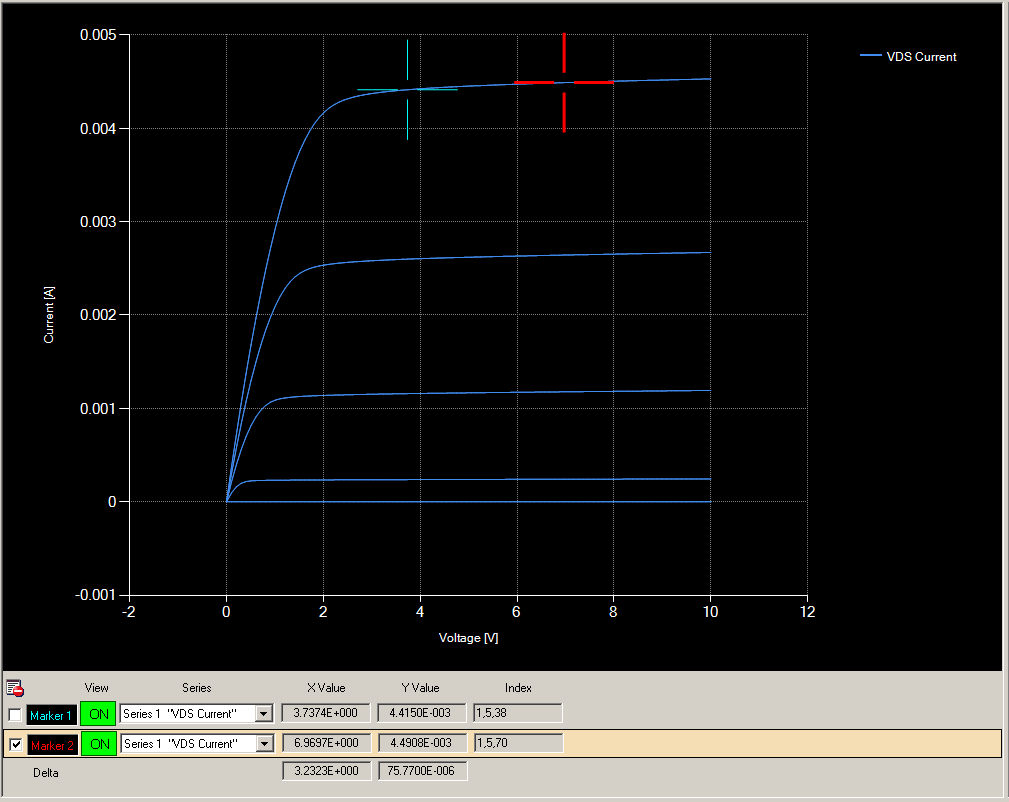 0.005
VDS Current
0.004
0.003
Current [A]
0.002
0.001
0
-0.001
-2 0 2 4 6 8 10 12
Voltage [V]
View Series X Value Y Value Index
Marker 1 ON Series 1 "VDS Current" 3.7374E+000 4.4150E-003 1,5,38
Marker 2 ON Series 1 "VDS Current" 6.9697E+000 4.4908E-003 1,5,70
Delta 3.2323E+000 75.7700E-006